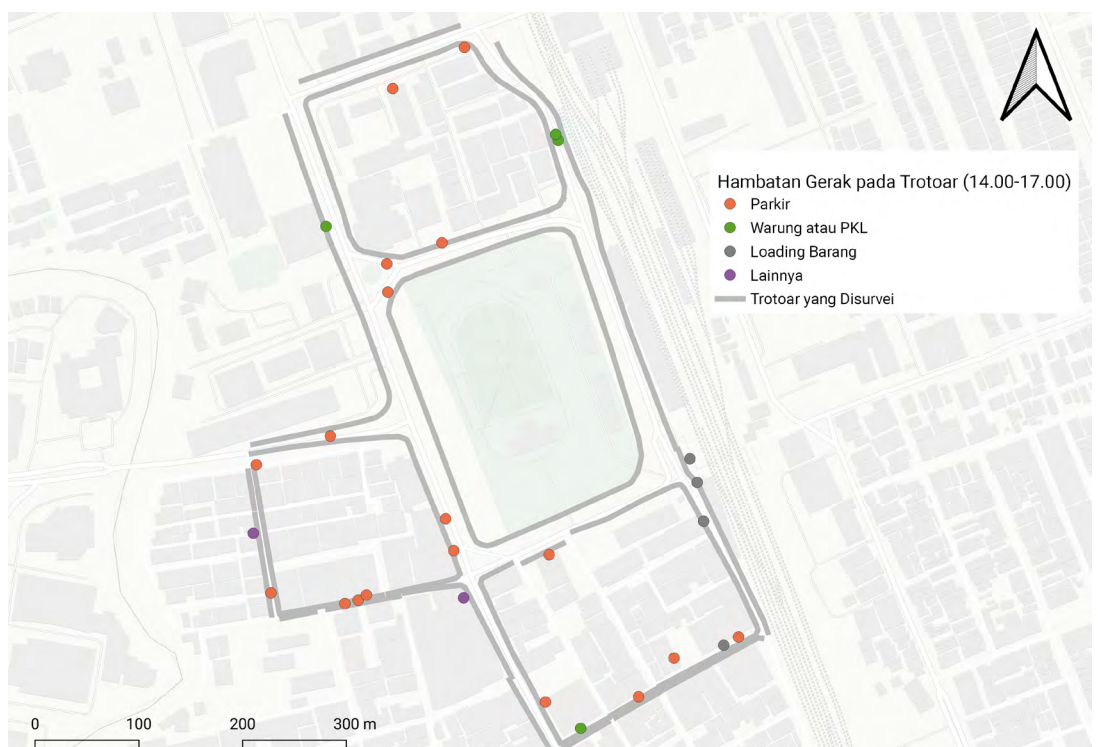 Hambatan Gerak pada Trotoar (14.00-17.00)
Parkir
Warung atau PKL
Loading Barang
Lainnya
Trotoar yang Disurvei
0 100 200 300 m